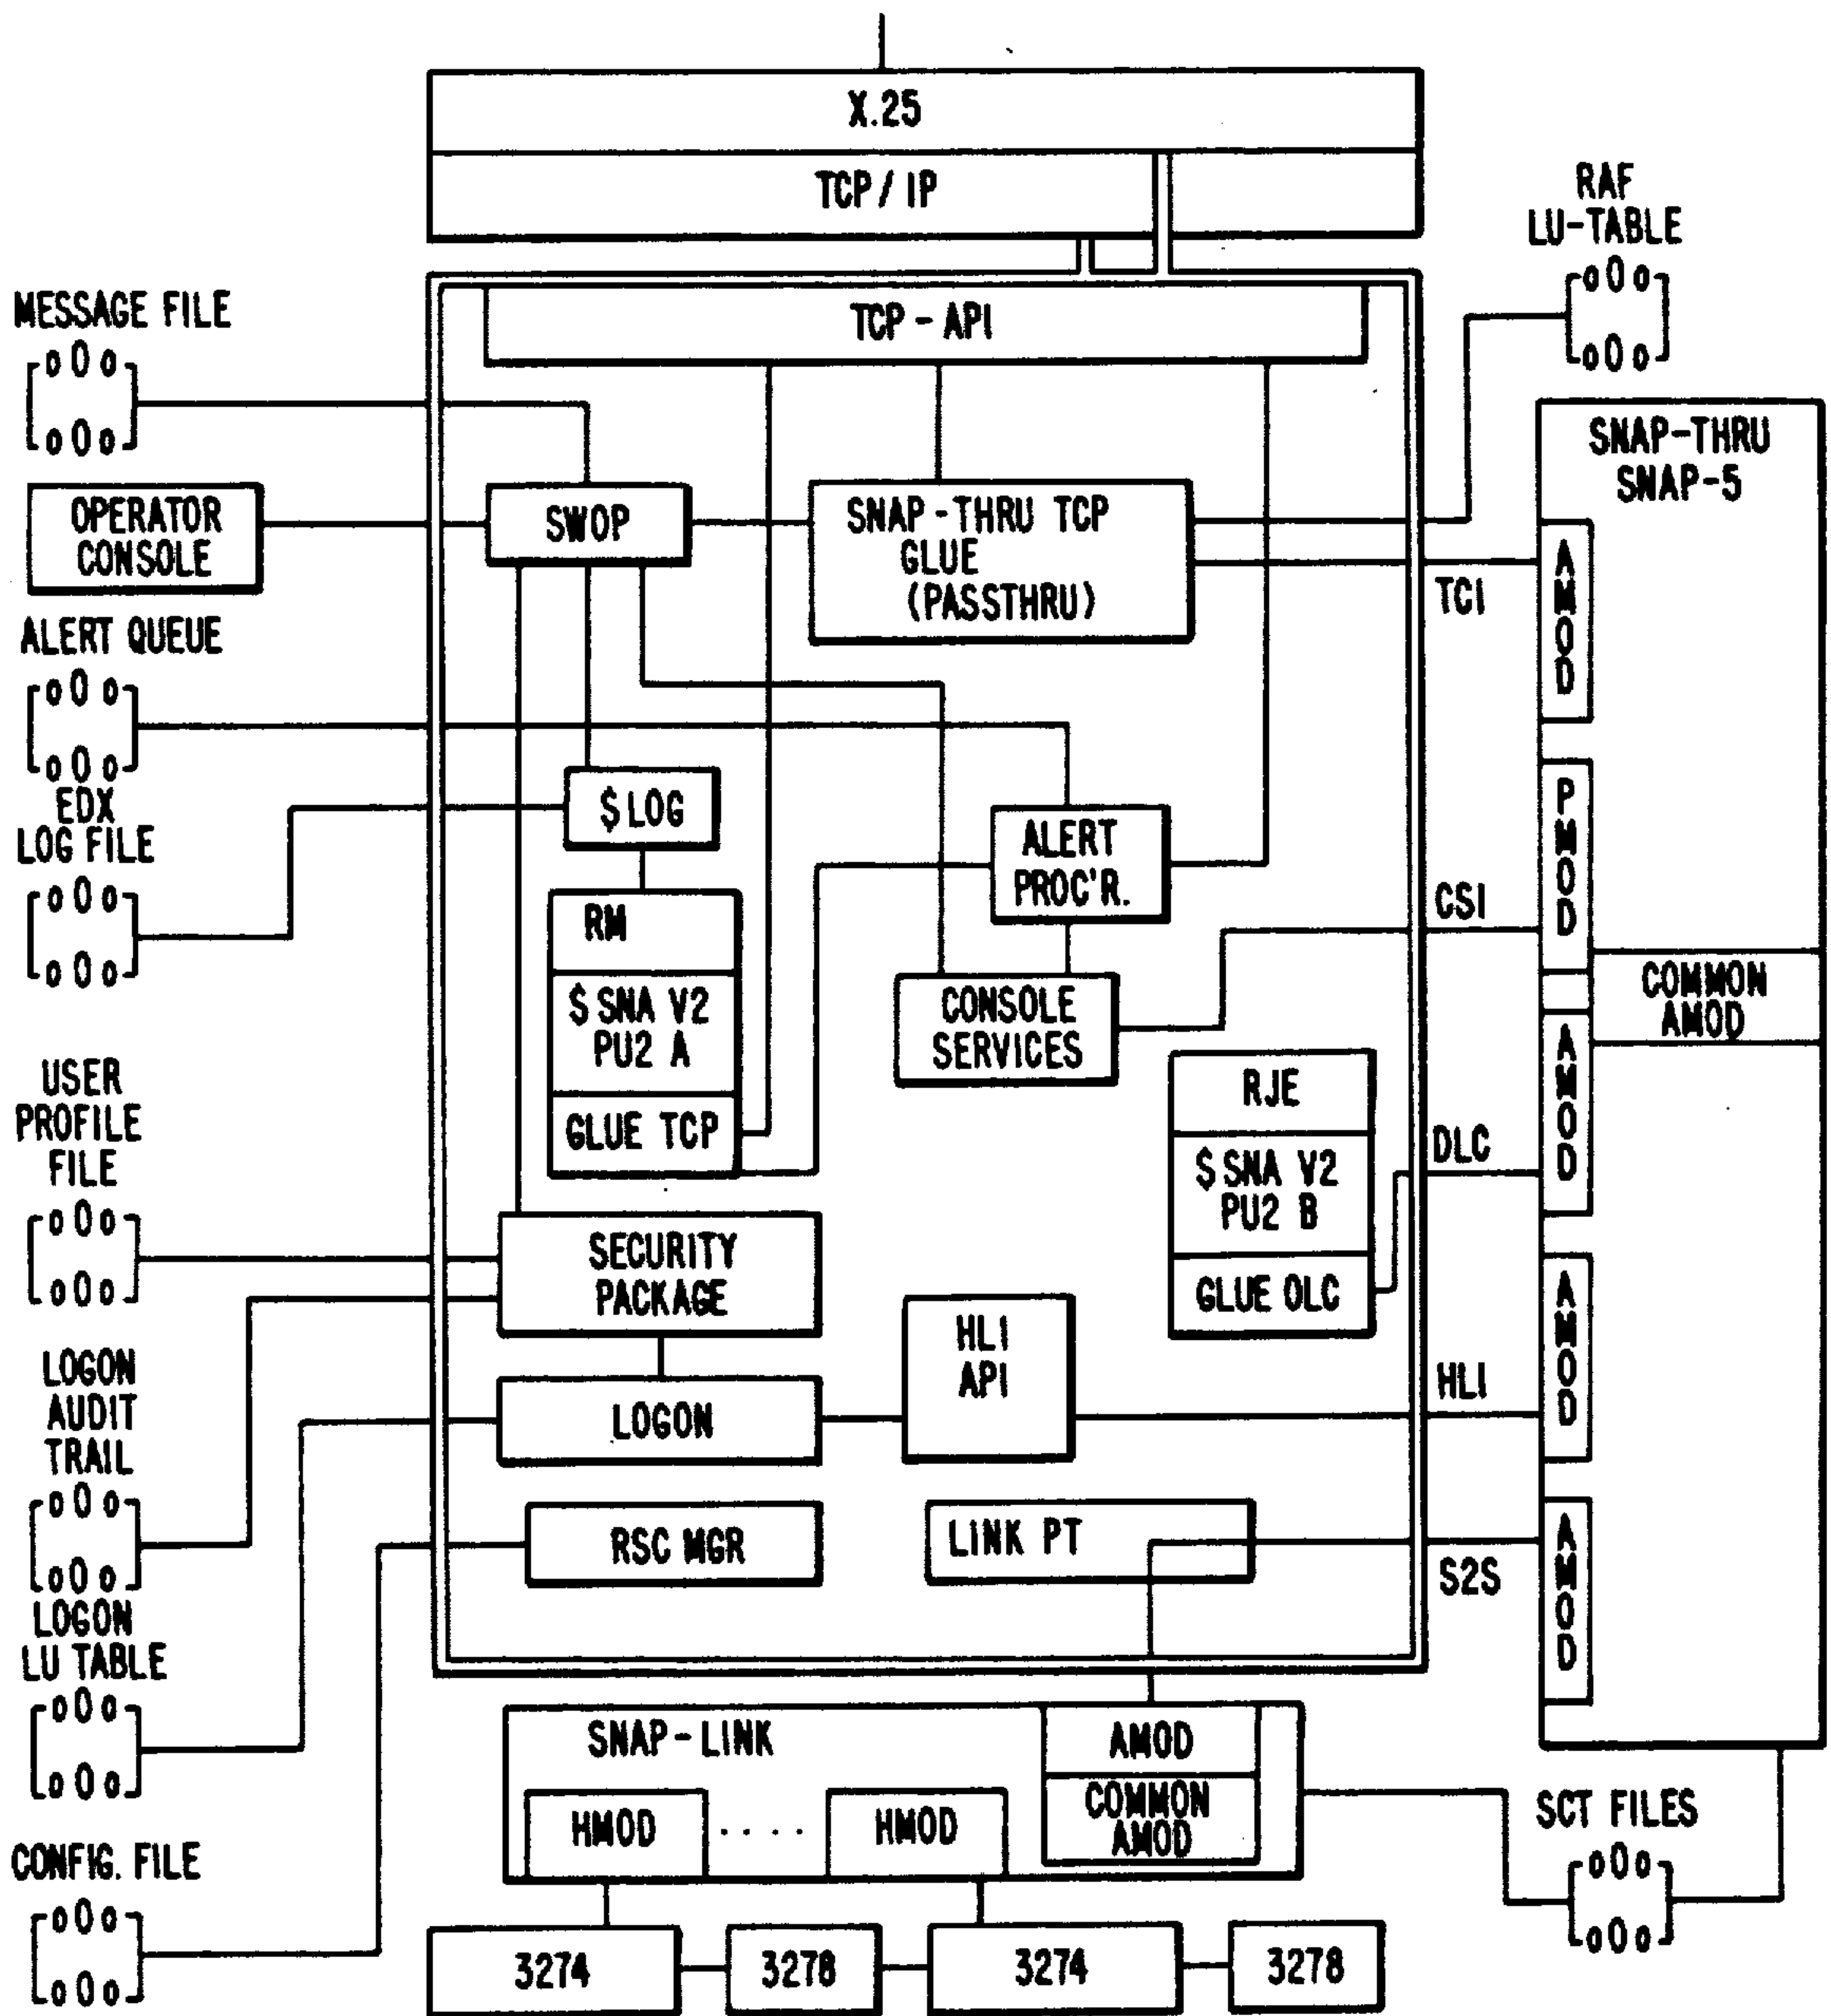 X.25
TCP / IP
RAF
LU-TABLE
MESSAGE FILE
TCP - API
SNAP-THRU
SNAP-5
OPERATOR
CONSOLE
SWOP
SNAP - THRU TCP
GLUE
(PASSTHRU)
AMOD
TCI
ALERT QUEUE
EDX
LOG FILE
$ LOG
ALERT
PROC'R.
PMOD
CSI
RM
$ SNA V2
PU2 A
GLUE TCP
CONSOLE
SERVICES
COMMON
AMOD
AMOD
USER
PROFILE
FILE
RJE
$ SNA V2
PU2 B
GLUE OLC
DLC
SECURITY
PACKAGE
HLI
API
AMOD
HLI
LOGON
AUDIT
TRAIL
LOGON
RSC MGR
LINK PT
S2S
AMOD
LOGON
LU TABLE
SNAP - LINK
AMOD
COMMON
AMOD
HMOD
. . . .
HMOD
SCT FILES
CONFIG. FILE
3274
3278
3274
3278